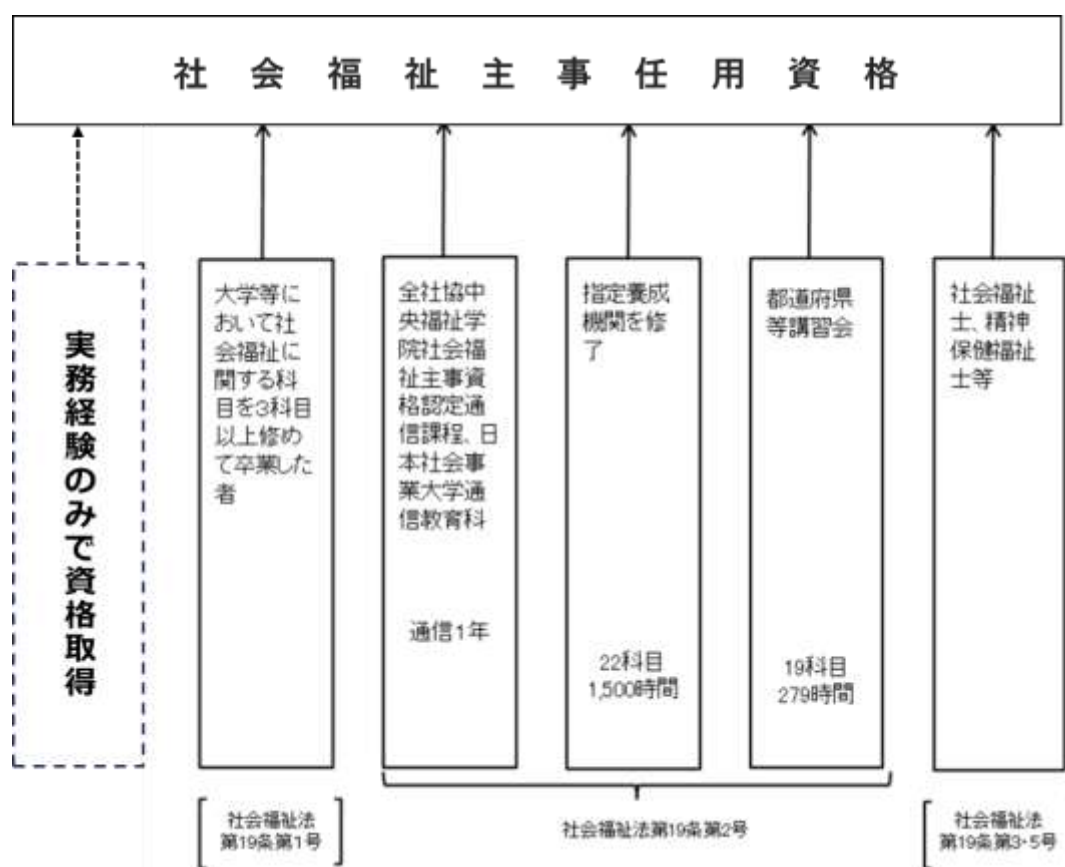 社会福祉主事任用資格
実務経験のみで資格取得
大学等に
おいて社
会福祉に
関する科
目を3科目
以上修め
て卒業した
者
全社協中
央福祉学
院社会福
祉主事資
格認定通
信課程、日
本社会事
業大学通
信教育科
通信1年
指定養成
機関を修
了
22科目
1,500時間
都道府県
等講習会
19科目
279時間
社会福祉
士、精神
保健福祉
士等
社会福祉法
第19条第1号
社会福祉法第19条第2号
社会福祉法
第19条第3・5号